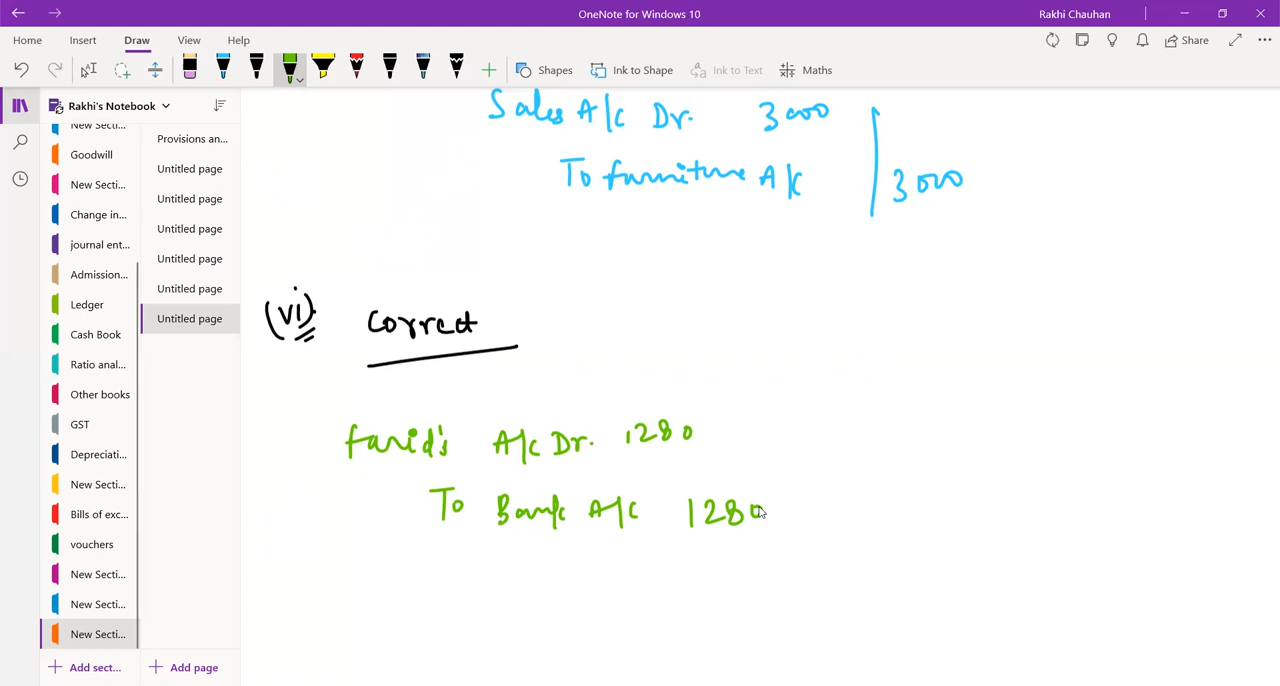 OneNote for Windows 10
Rakhi Chauhan
Home Insert Draw View Help
Share
Shapes Ink to Shape Ink to Text Maths
Rakhi's Notebook
New Secti...
Goodwill
New Secti...
Change in...
journal ent...
Admission...
Ledger
Cash Book
Ratio anal...
Other books
GST
Depreciati...
New Secti...
Bills of exc...
vouchers
New Secti...
New Secti...
New Secti...
Add sect...
Provisions an...
Untitled page
Untitled page
Untitled page
Untitled page
Untitled page
Untitled page
Add page
Sales A/c Dr. 3000
To furniture A/c 3000
(vi) Correct
Farid's A/c Dr. 1280
To Bank A/c 1280